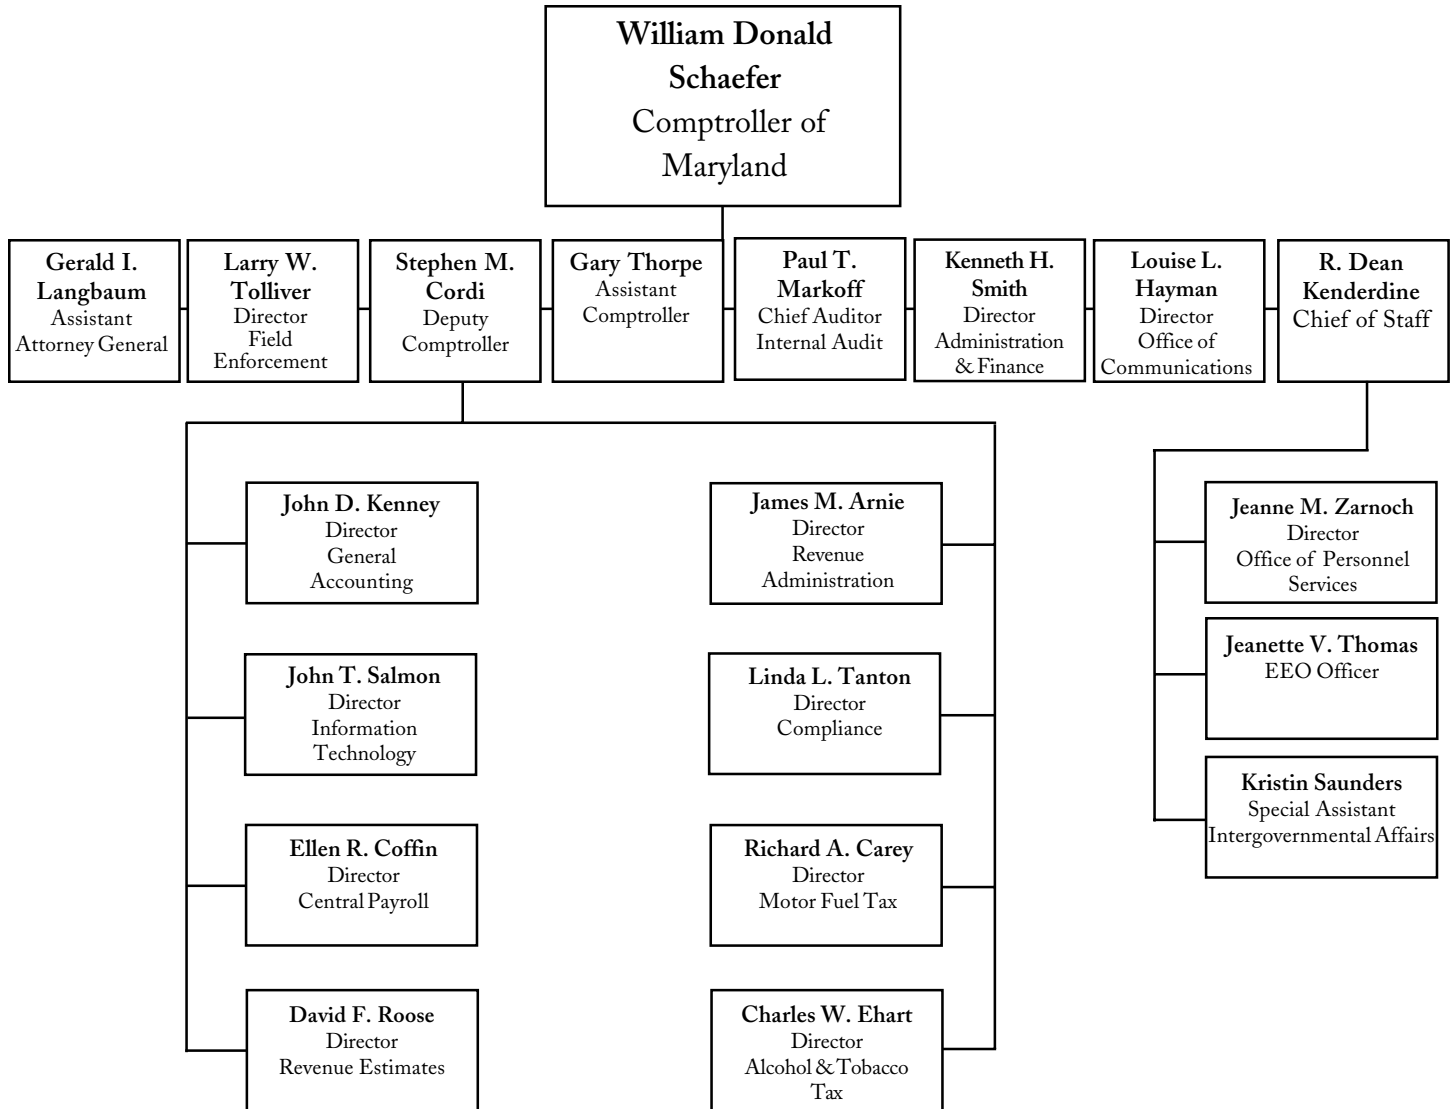 William Donald
Schaefer
Comptroller of
Maryland
Gerald I.
Langbaum
Assistant
Attorney General
Larry W.
Tolliver
Director
Field
Enforcement
Stephen M.
Cordi
Deputy
Comptroller
Gary Thorpe
Assistant
Comptroller
Paul T.
Markoff
Chief Auditor
Internal Audit
Kenneth H.
Smith
Director
Administration
& Finance
Louise L.
Hayman
Director
Office of
Communications
R. Dean
Kenderdine
Chief of Staff
John D. Kenney
Director
General
Accounting
James M. Arnie
Director
Revenue
Administration
Jeanne M. Zarnoch
Director
Office of Personnel
Services
John T. Salmon
Director
Information
Technology
Linda L. Tanton
Director
Compliance
Jeanette V. Thomas
EEO Officer
Ellen R. Coffin
Director
Central Payroll
Richard A. Carey
Director
Motor Fuel Tax
Kristin Saunders
Special Assistant
Intergovernmental Affairs
David F. Roose
Director
Revenue Estimates
Charles W. Ehart
Director
Alcohol & Tobacco
Tax